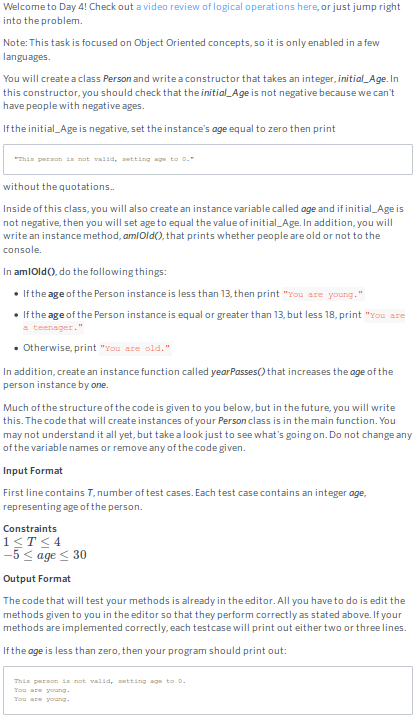 Welcome to Day 4! Check out a video review of logical operations here, or just jump right
into the problem.
Note: This task is focused on Object Oriented concepts, so it is only enabled in a few
languages.
You will create a class Person and write a constructor that takes an integer, initial_Age. In
this constructor, you should check that the initial_Age is not negative because we can't
have people with negative ages.
If the initial_Age is negative, set the instance's age equal to zero then print
"This person is not valid, setting age to 0."
without the quotations..
Inside of this class, you will also create an instance variable called age and if initial_Age is
not negative, then you will set age to equal the value of initial_Age. In addition, you will
write an instance method, amIOld(), that prints whether people are old or not to the
console.
In amIOld(), do the following things:
• If the age of the Person instance is less than 13, then print "You are young."
• If the age of the Person instance is equal or greater than 13, but less 18, print "You are
a teenager."
• Otherwise, print "You are old."
In addition, create an instance function called yearPasses() that increases the age of the
person instance by one.
Much of the structure of the code is given to you below, but in the future, you will write
this. The code that will create instances of your Person class is in the main function. You
may not understand it all yet, but take a look just to see what's going on. Do not change any
of the variable names or remove any of the code given.
Input Format
First line contains T, number of test cases. Each test case contains an integer age,
representing age of the person.
Constraints
1 ≤ T ≤ 4
−5 ≤ age ≤ 30
Output Format
The code that will test your methods is already in the editor. All you have to do is edit the
methods given to you in the editor so that they perform correctly as stated above. If your
methods are implemented correctly, each testcase will print out either two or three lines.
If the age is less than zero, then your program should print out:
This person is not valid, setting age to 0.
You are young.
You are young.